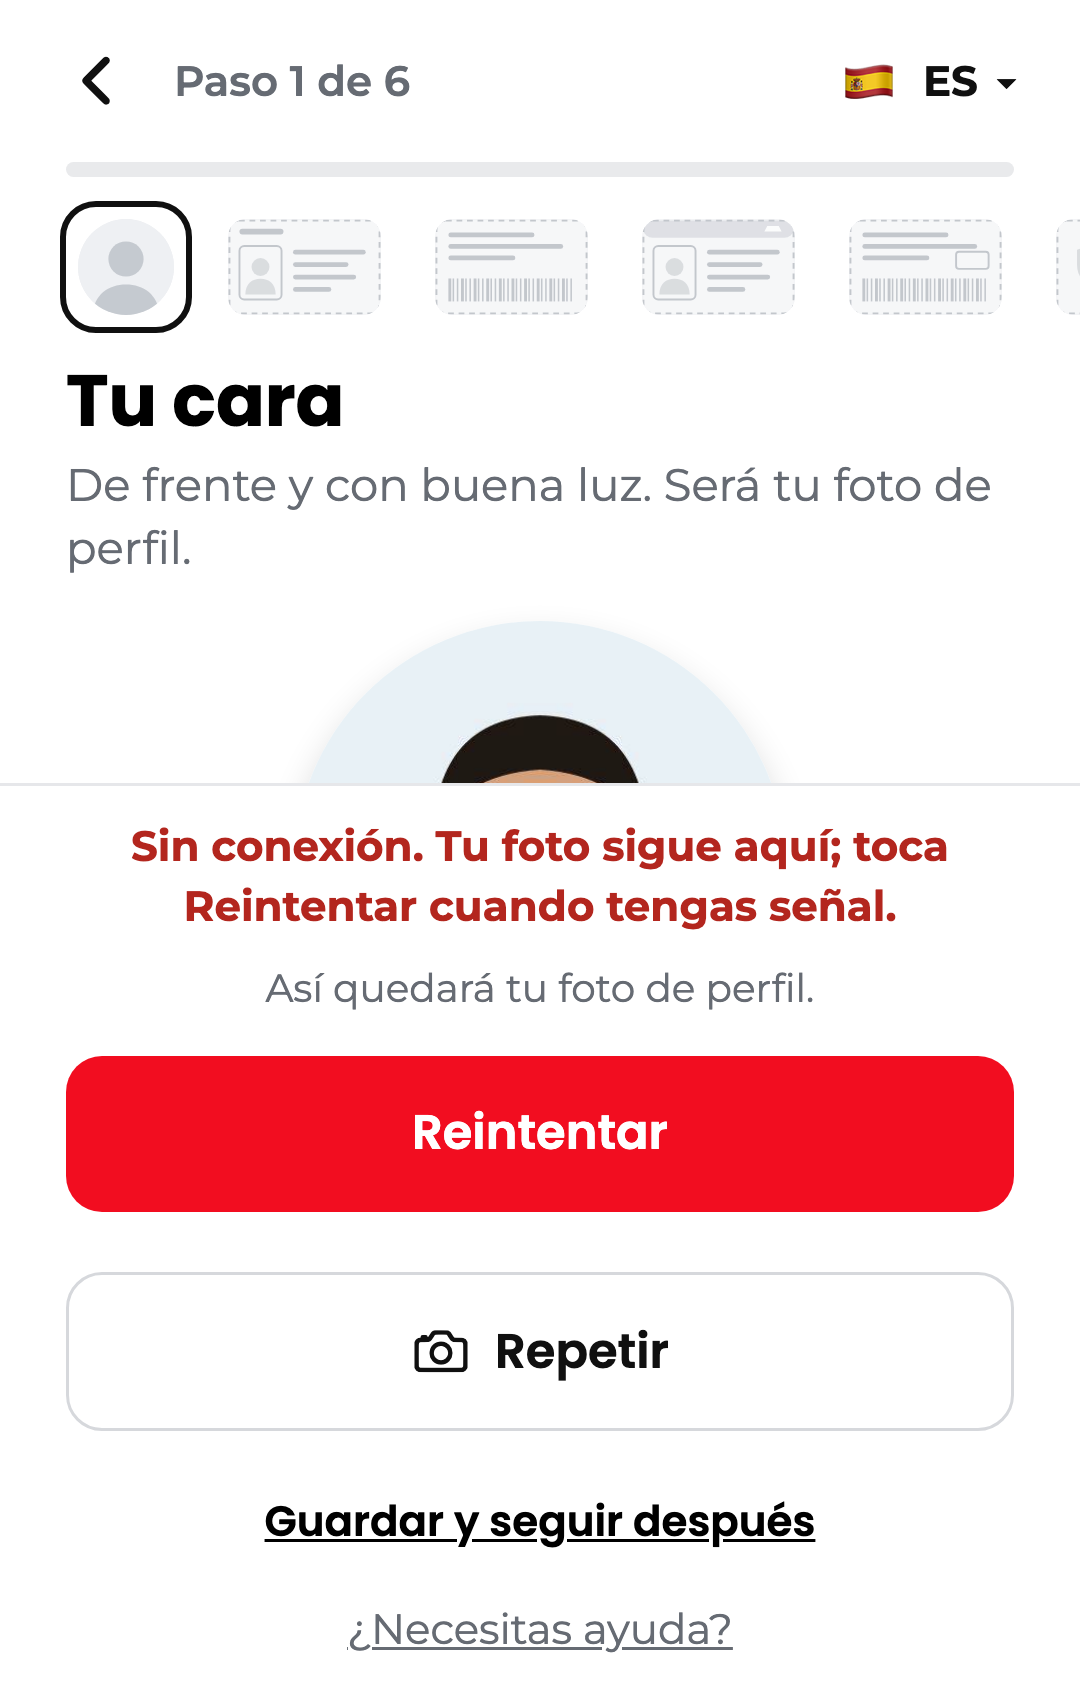 Paso 1 de 6
ES
Tu cara
De frente y con buena luz. Será tu foto de
perfil.
Sin conexión. Tu foto sigue aquí; toca
Reintentar cuando tengas señal.
Así quedará tu foto de perfil.
Reintentar
Repetir
Guardar y seguir después
¿Necesitas ayuda?